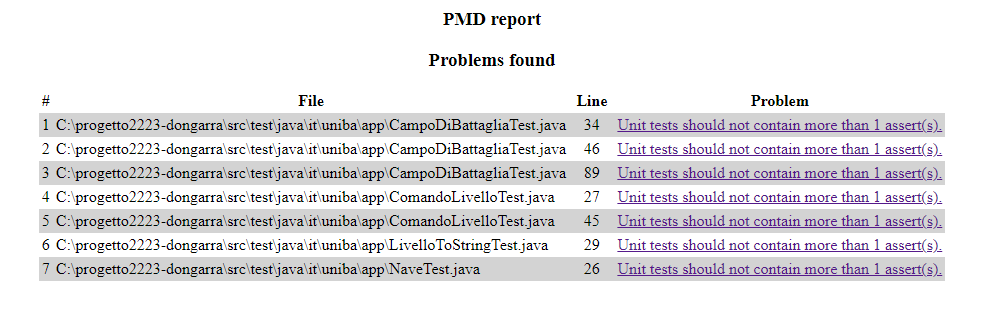 PMD report
Problems found
# File Line Problem
1 C:\progetto2223-dongarra\src\test\java\it\uniba\app\CampoDiBattagliaTest.java 34 Unit tests should not contain more than 1 assert(s).
2 C:\progetto2223-dongarra\src\test\java\it\uniba\app\CampoDiBattagliaTest.java 46 Unit tests should not contain more than 1 assert(s).
3 C:\progetto2223-dongarra\src\test\java\it\uniba\app\CampoDiBattagliaTest.java 89 Unit tests should not contain more than 1 assert(s).
4 C:\progetto2223-dongarra\src\test\java\it\uniba\app\ComandoLivelloTest.java 27 Unit tests should not contain more than 1 assert(s).
5 C:\progetto2223-dongarra\src\test\java\it\uniba\app\ComandoLivelloTest.java 45 Unit tests should not contain more than 1 assert(s).
6 C:\progetto2223-dongarra\src\test\java\it\uniba\app\LivelloToStringTest.java 29 Unit tests should not contain more than 1 assert(s).
7 C:\progetto2223-dongarra\src\test\java\it\uniba\app\NaveTest.java 26 Unit tests should not contain more than 1 assert(s).